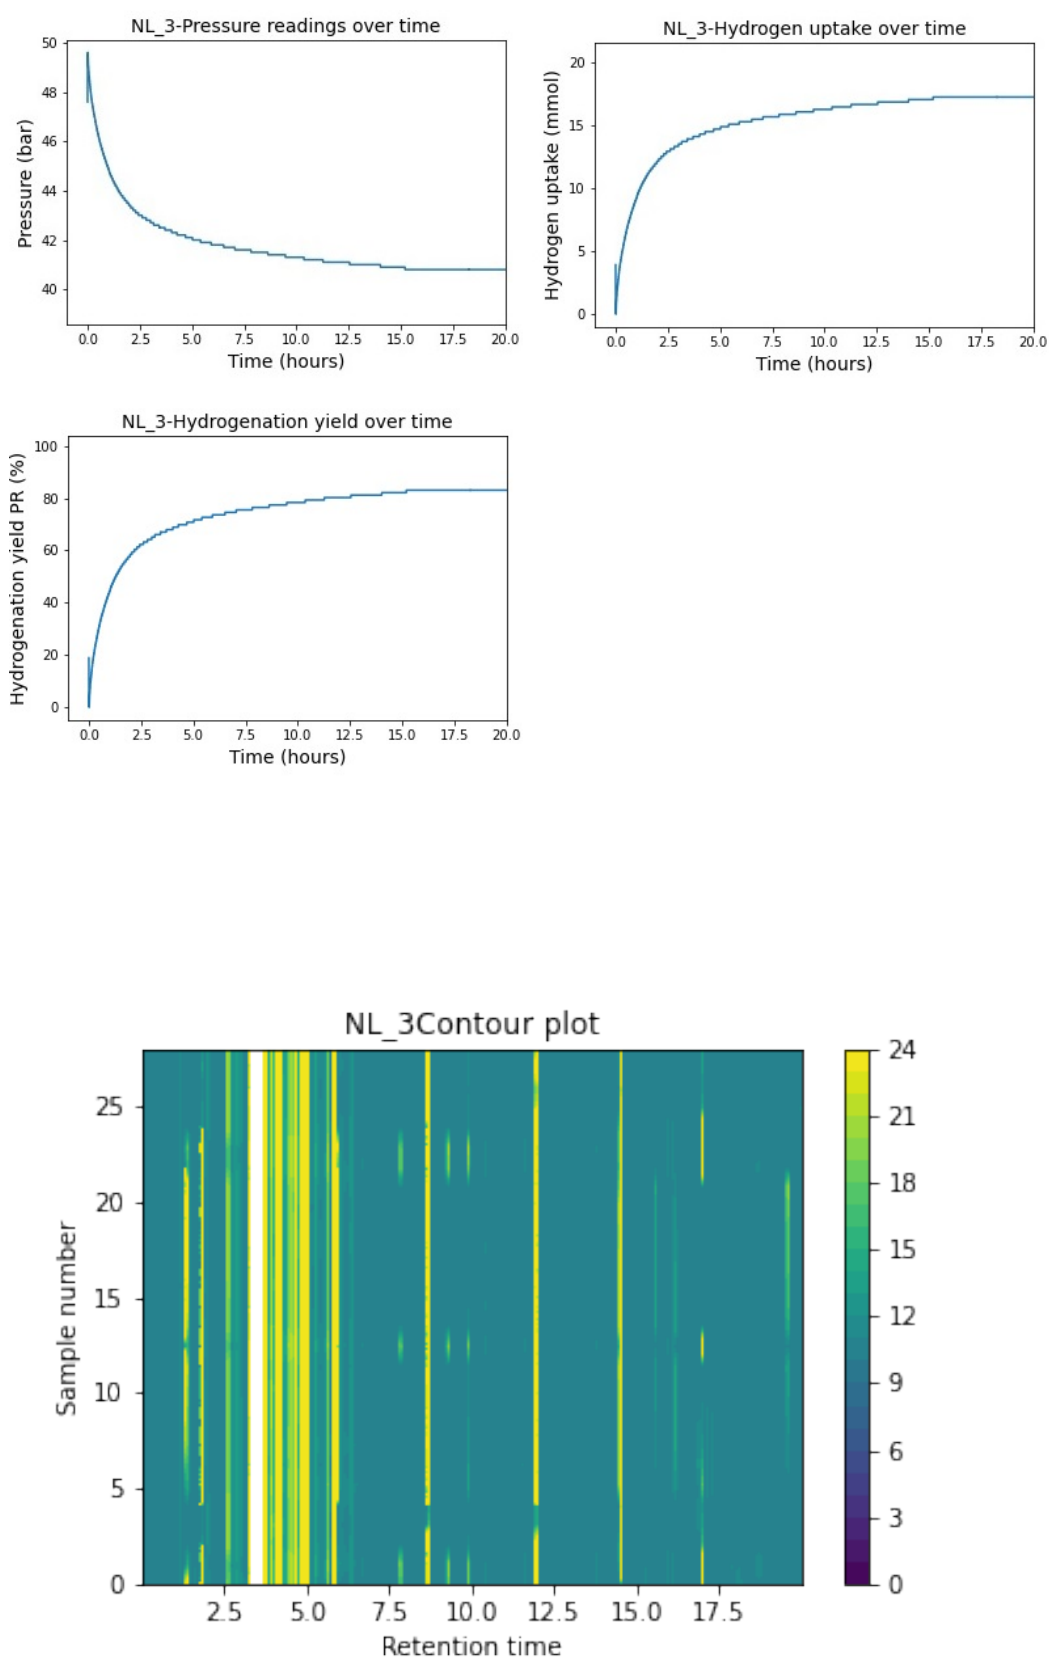 NL_3-Pressure readings over time
50
48
46
44
42
40
Pressure (bar)
0.0 2.5 5.0 7.5 10.0 12.5 15.0 17.5 20.0
Time (hours)
NL_3-Hydrogen uptake over time
20
15
10
5
0
Hydrogen uptake (mmol)
0.0 2.5 5.0 7.5 10.0 12.5 15.0 17.5 20.0
Time (hours)
NL_3-Hydrogenation yield over time
100
80
60
40
20
0
Hydrogenation yield PR (%)
0.0 2.5 5.0 7.5 10.0 12.5 15.0 17.5 20.0
Time (hours)
NL_3Contour plot
25
20
15
10
5
0
Sample number
2.5 5.0 7.5 10.0 12.5 15.0 17.5
Retention time
24
21
18
15
12
9
6
3
0